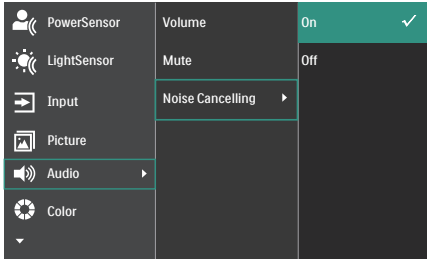 PowerSensor
LightSensor
Input
Picture
Audio
Color
Volume
Mute
Noise Cancelling
On
Off